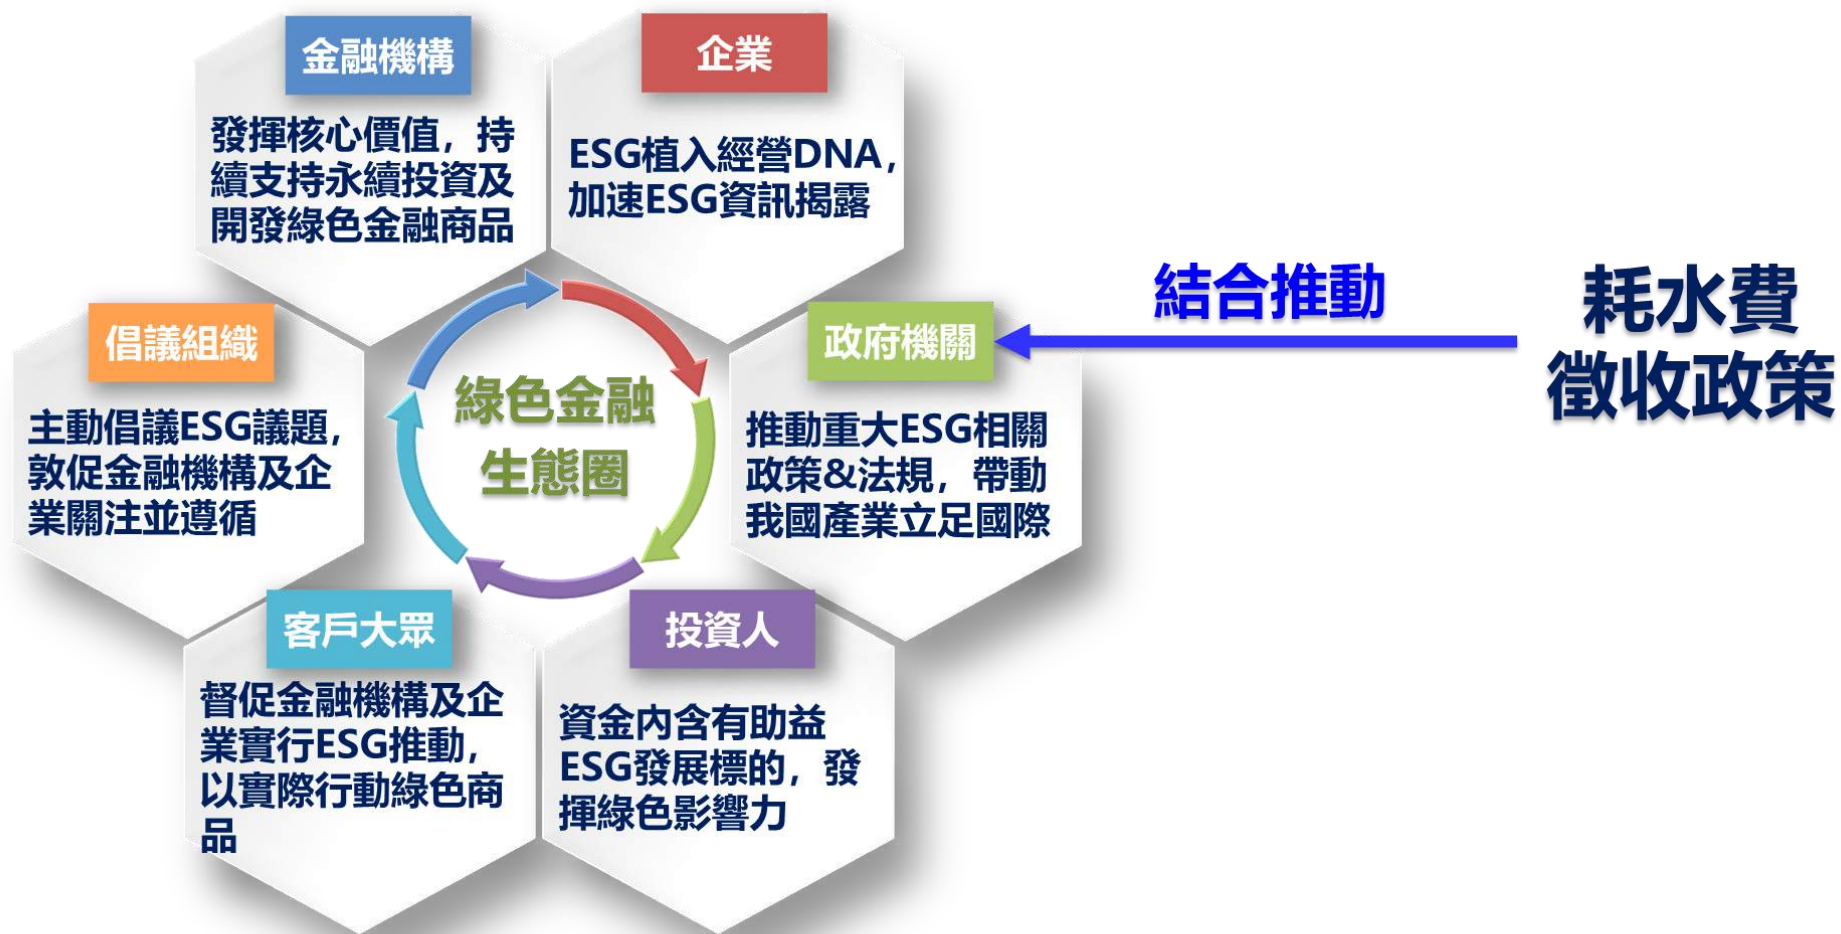 金融機構
發揮核心價值，持
續支持永續投資及
開發綠色金融商品
企業
ESG植入經營DNA，
加速ESG資訊揭露
倡議組織
主動倡議ESG議題，
敦促金融機構及企
業關注並遵循
綠色金融
生態圈
政府機關
推動重大ESG相關
政策&法規，帶動
我國產業立足國際
結合推動
耗水費
徵收政策
客戶大眾
督促金融機構及企
業實行ESG推動，
以實際行動綠色商
品
投資人
資金內含有助益
ESG發展標的，發
揮綠色影響力